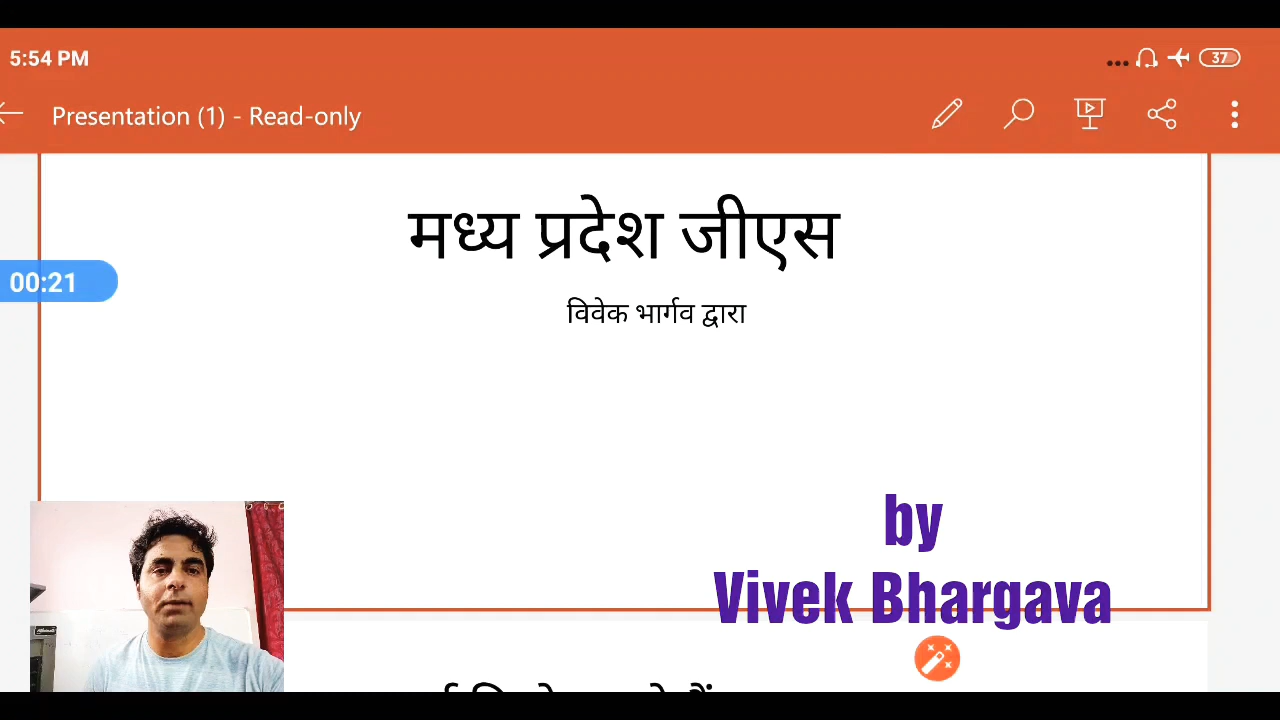 5:54 PM
37
Presentation (1) - Read-only
मध्य प्रदेश जीएस
00:21
विवेक भार्गव द्वारा
by
Vivek Bhargava